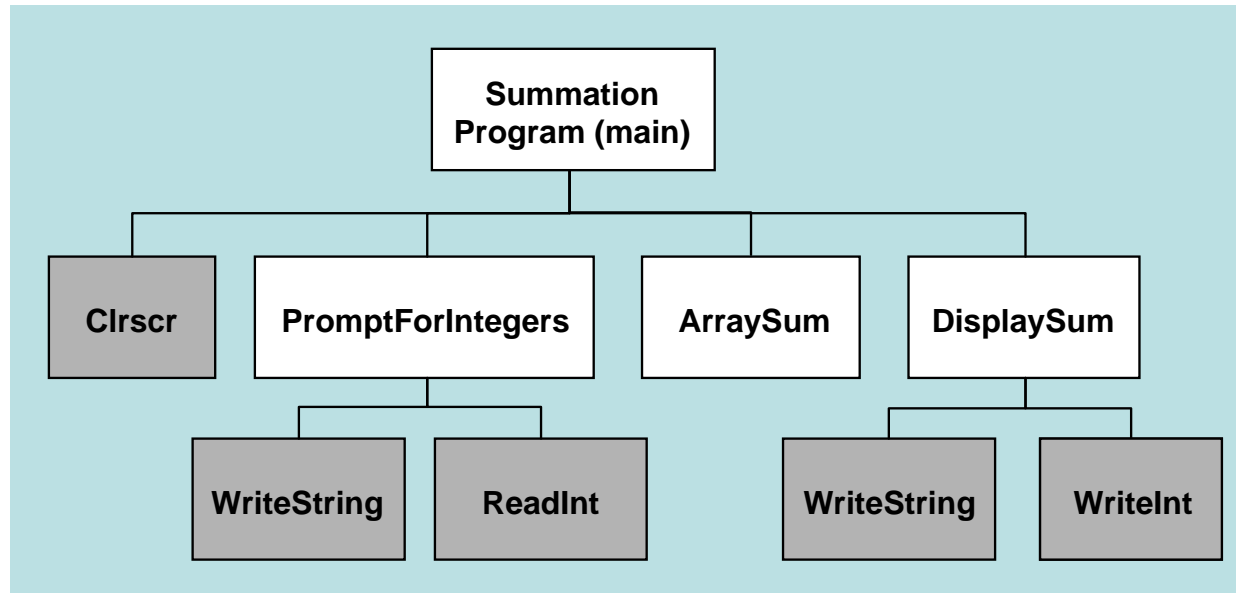 Summation
Program (main)
Clrscr
PromptForIntegers
ArraySum
DisplaySum
WriteString
ReadInt
WriteString
WriteInt